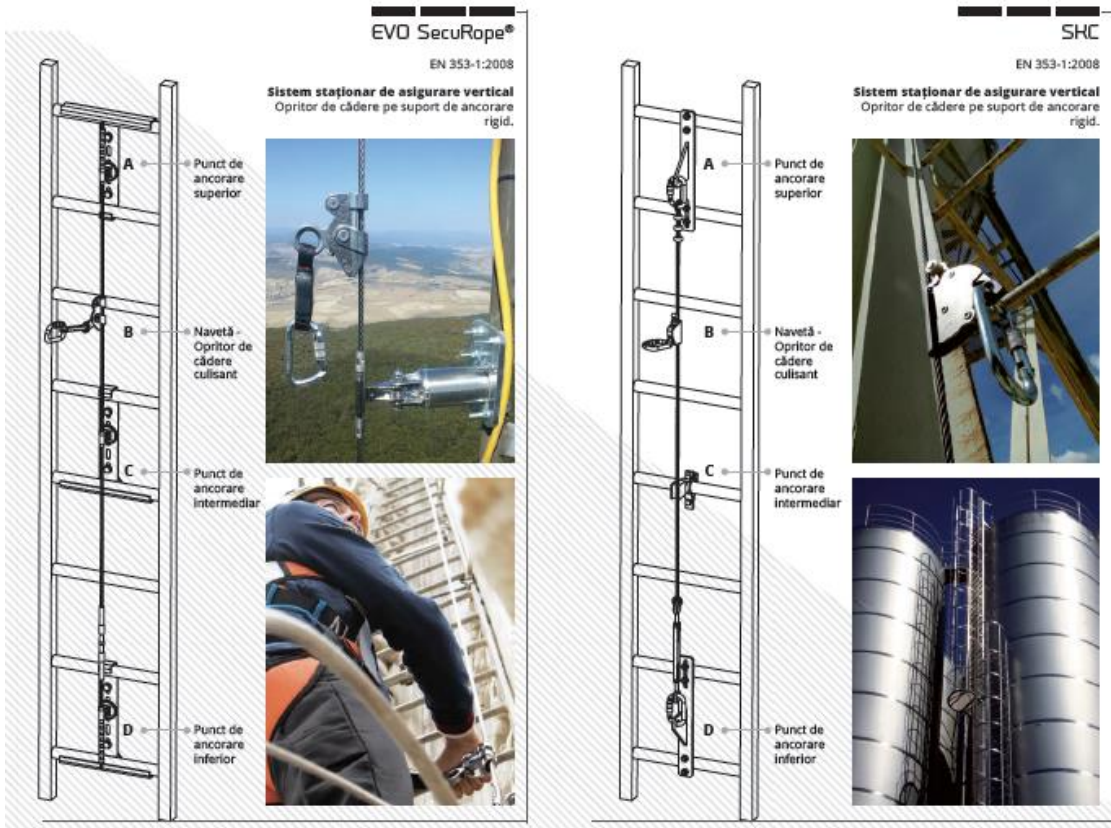 EVO SecuRope®
EN 353-1:2008
Sistem staționar de asigurare vertical
Opritor de cădere pe suport de ancorare
rigid.
A
Punct de
ancorare
superior
B
Navetă -
Opritor de
cădere
culisant
C
Punct de
ancorare
intermediar
D
Punct de
ancorare
inferior
SKC
EN 353-1:2008
Sistem staționar de asigurare vertical
Opritor de cădere pe suport de ancorare
rigid.
A
Punct de
ancorare
superior
B
Navetă -
Opritor de
cădere
culisant
C
Punct de
ancorare
intermediar
D
Punct de
ancorare
inferior